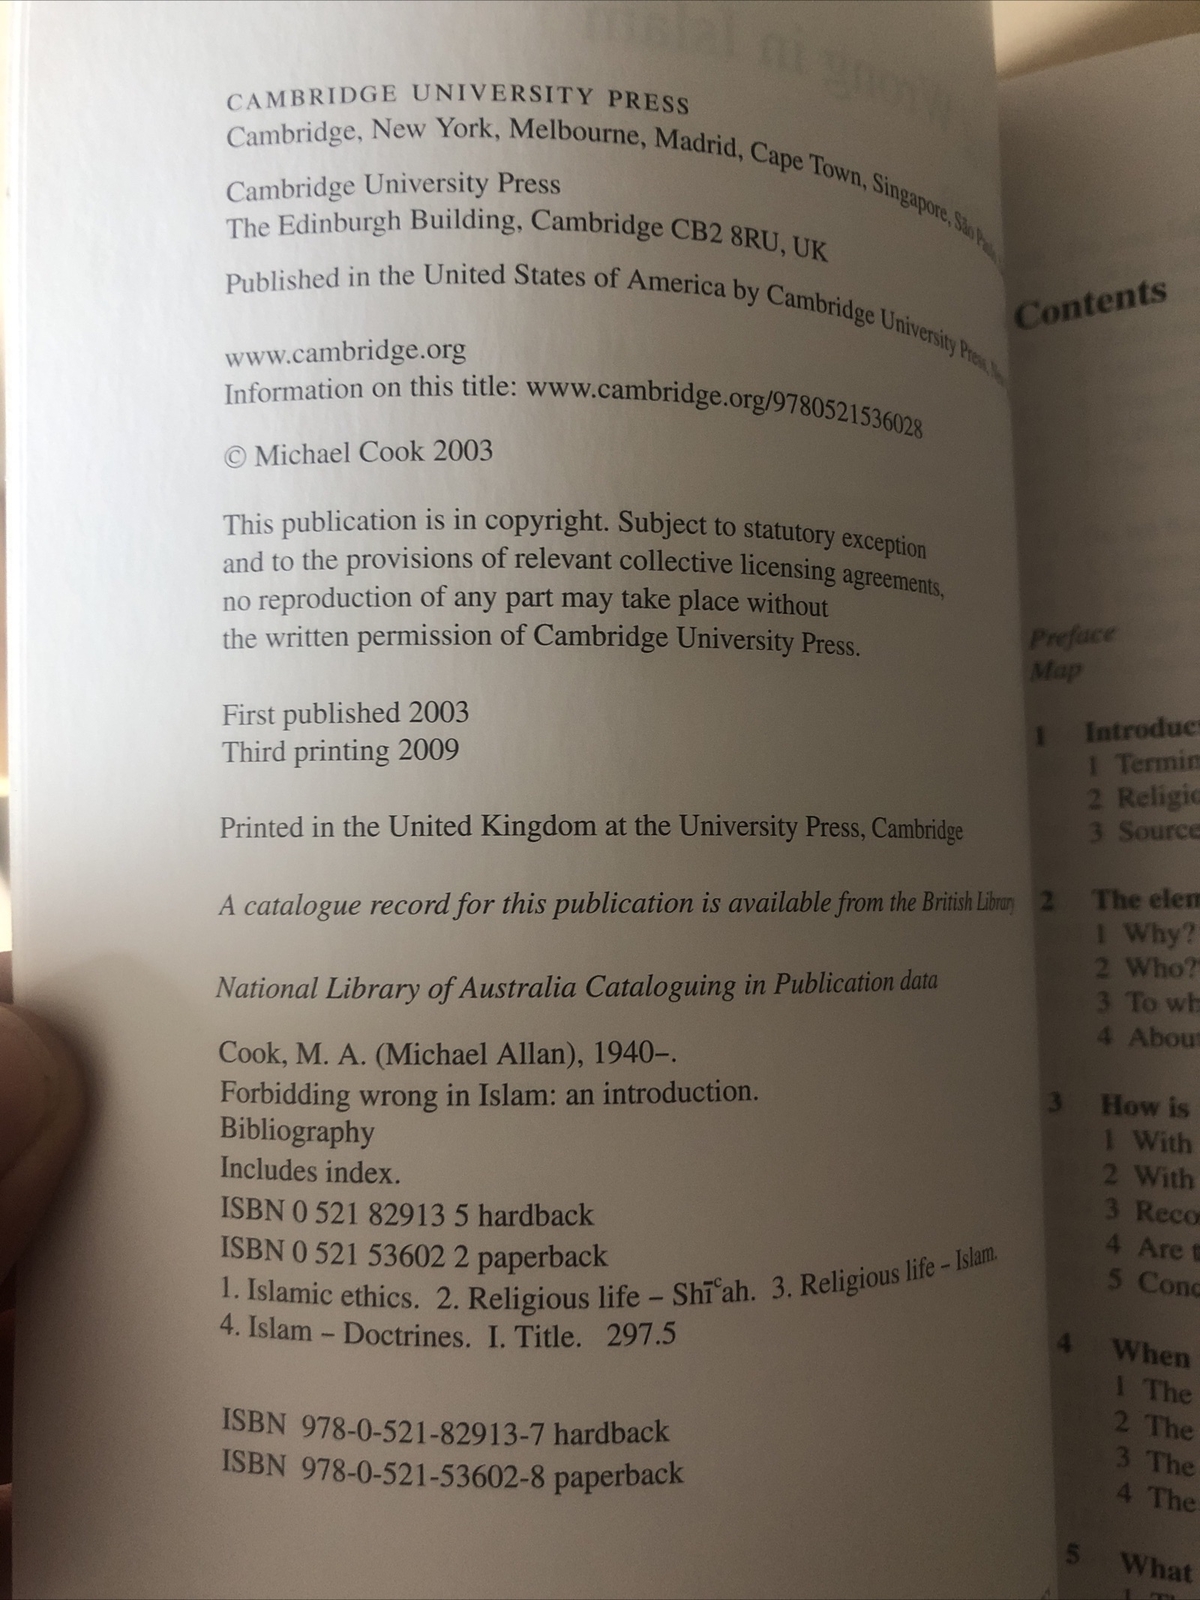 CAMBRIDGE UNIVERSITY PRESS
Cambridge, New York, Melbourne, Madrid, Cape Town, Singapore, São
Cambridge University Press
The Edinburgh Building, Cambridge CB2 8RU, UK
Published in the United States of America by Cambridge University Press,
www.cambridge.org
Information on this title: www.cambridge.org/9780521536028
© Michael Cook 2003
This publication is in copyright. Subject to statutory exception
and to the provisions of relevant collective licensing agreements,
no reproduction of any part may take place without
the written permission of Cambridge University Press.
First published 2003
Third printing 2009
Printed in the United Kingdom at the University Press, Cambridge
A catalogue record for this publication is available from the British Library
National Library of Australia Cataloguing in Publication data
Cook, M. A. (Michael Allan), 1940–.
Forbidding wrong in Islam: an introduction.
Bibliography
Includes index.
ISBN 0 521 82913 5 hardback
ISBN 0 521 53602 2 paperback
1. Islamic ethics. 2. Religious life – Shīʿah. 3. Religious life – Islam.
4. Islam – Doctrines. I. Title. 297.5
ISBN 978-0-521-82913-7 hardback
ISBN 978-0-521-53602-8 paperback
Contents
Preface
Map
1 Introduc
1 Termin
2 Religio
3 Source
2 The elem
1 Why?
2 Who?
3 To wh
4 Abou
3 How is
1 With
2 With
3 Reco
4 Are t
5 Conc
4 When
1 The
2 The
3 The
4 The
5 What